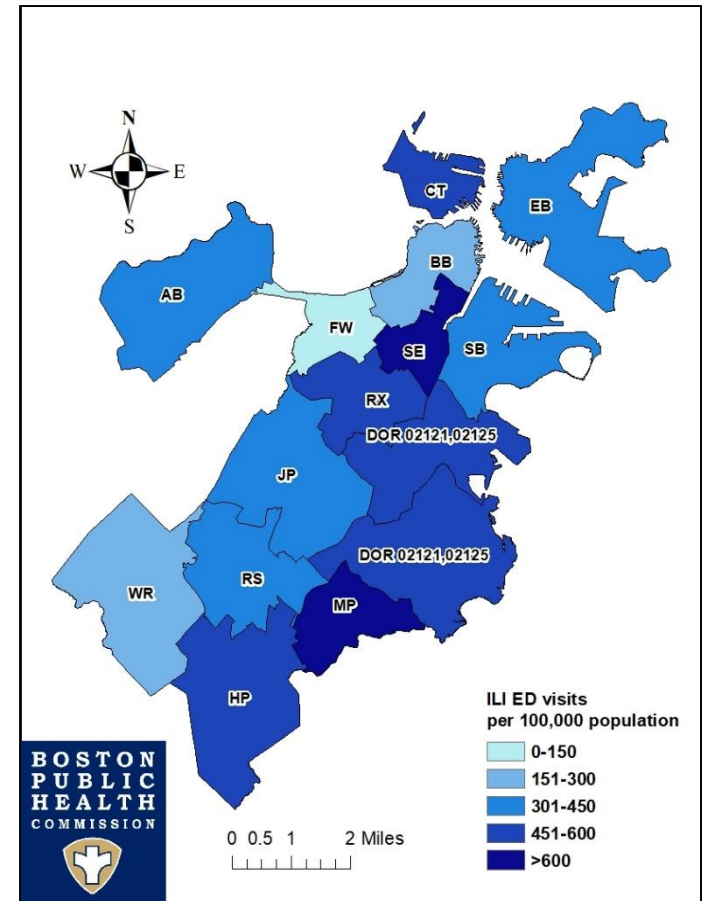 N
W E
S
CT
EB
BB
AB
FW
SE
SB
RX
DOR 02121,02125
JP
DOR 02121,02125
RS
WR
MP
HP
ILI ED visits
per 100,000 population
0-150
151-300
301-450
451-600
>600
BOSTON
PUBLIC
HEALTH
COMMISSION
0 0.5 1 2 Miles